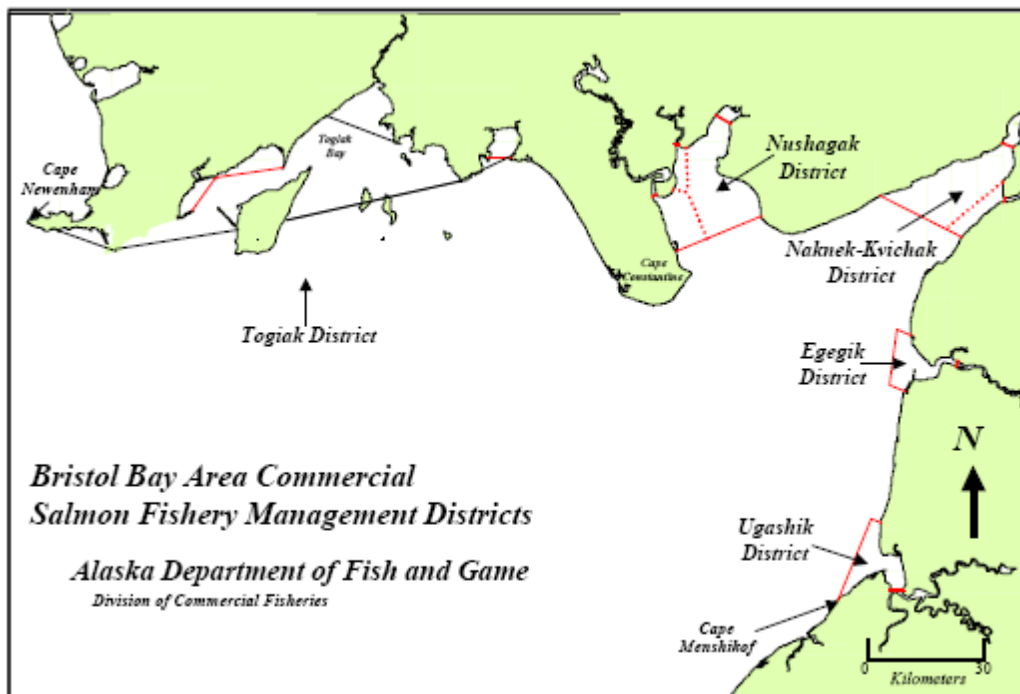 Togiak
Bay
Cape
Newenham
Nushagak
District
Naknek-Kvichak
District
Cape
Constantine
Togiak District
Egegik
District
N
Bristol Bay Area Commercial
Salmon Fishery Management Districts
Ugashik
District
Alaska Department of Fish and Game
Division of Commercial Fisheries
Cape
Menshikof
0
50
Kilometers